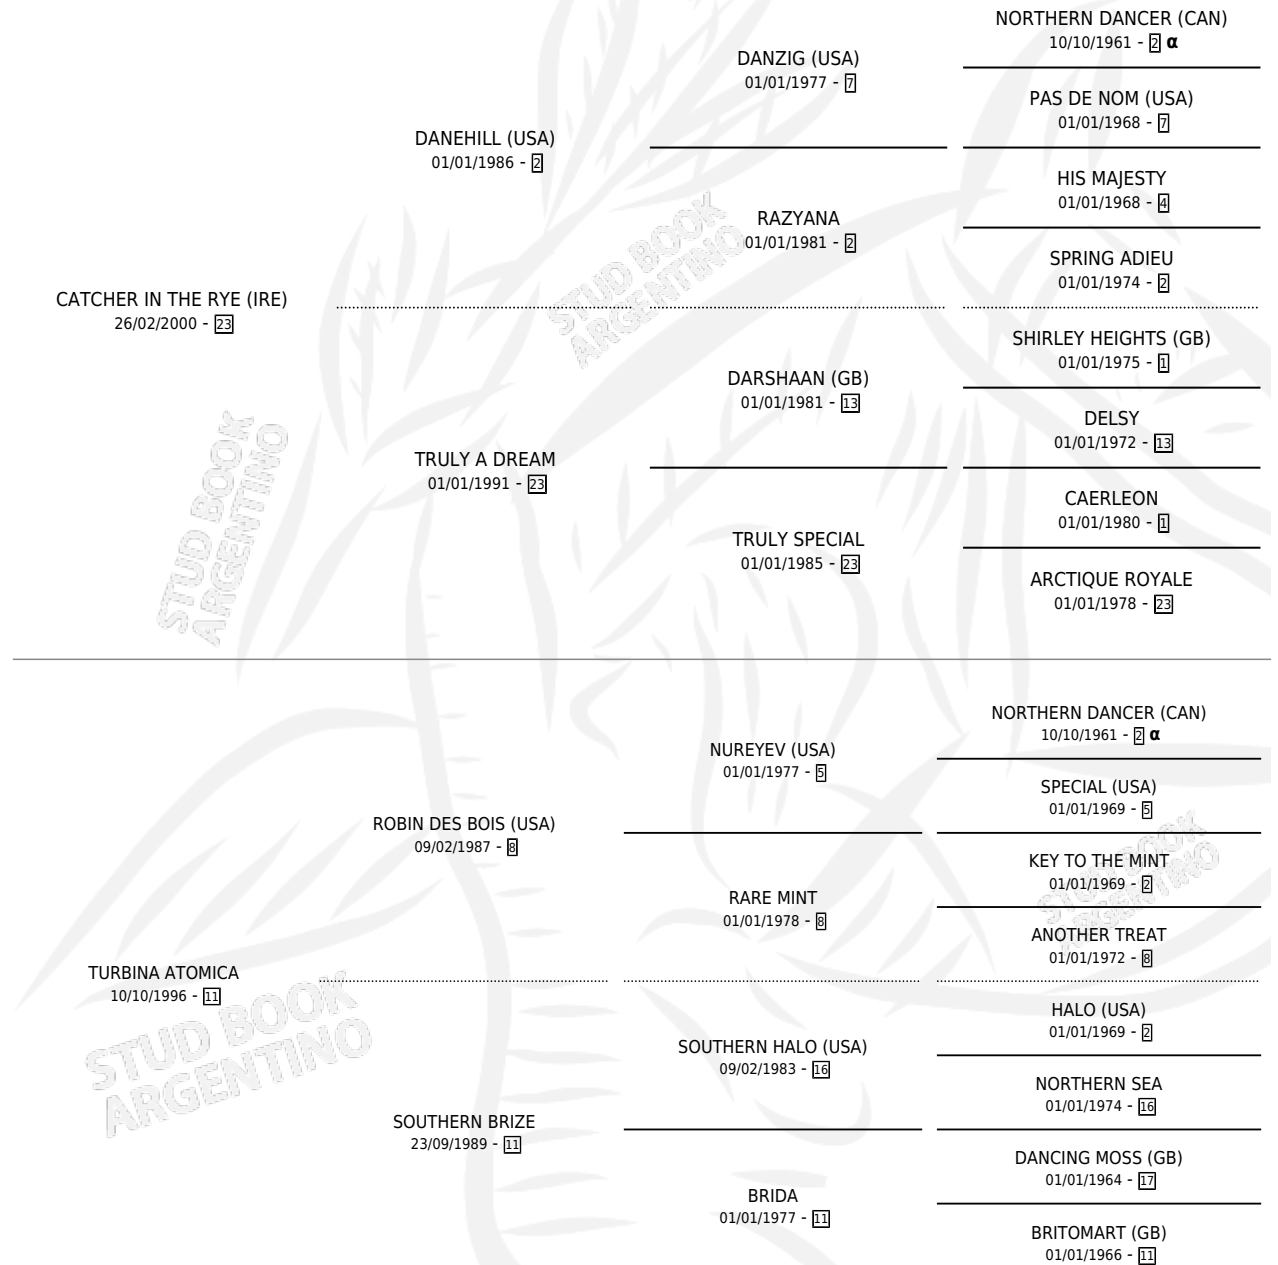 NORTHERN DANCER (CAN)
10/10/1961 - 2 α
DANZIG (USA)
01/01/1977 - 7
PAS DE NOM (USA)
01/01/1968 - 7
DANEHILL (USA)
01/01/1986 - 2
HIS MAJESTY
01/01/1968 - 4
RAZYANA
01/01/1981 - 2
SPRING ADIEU
01/01/1974 - 2
CATCHER IN THE RYE (IRE)
26/02/2000 - 23
STUD BOOK
ARGENTINO
SHIRLEY HEIGHTS (GB)
01/01/1975 - 1
DARSHAAN (GB)
01/01/1981 - 13
DELSY
01/01/1972 - 13
TRULY A DREAM
01/01/1991 - 23
CAERLEON
01/01/1980 - 1
TRULY SPECIAL
01/01/1985 - 23
ARCTIQUE ROYALE
01/01/1978 - 23
STUD BOOK
ARGENTINO
NORTHERN DANCER (CAN)
10/10/1961 - 2 α
NUREYEV (USA)
01/01/1977 - 5
SPECIAL (USA)
01/01/1969 - 5
ROBIN DES BOIS (USA)
09/02/1987 - 8
KEY TO THE MINT
01/01/1969 - 2
RARE MINT
01/01/1978 - 8
ANOTHER TREAT
01/01/1972 - 8
STUD BOOK
ARGENTINO
TURBINA ATOMICA
10/10/1996 - 11
HALO (USA)
01/01/1969 - 2
SOUTHERN HALO (USA)
09/02/1983 - 16
NORTHERN SEA
01/01/1974 - 16
STUD BOOK
ARGENTINO
SOUTHERN BRIZE
23/09/1989 - 11
DANCING MOSS (GB)
01/01/1964 - 17
BRIDA
01/01/1977 - 11
BRITOMART (GB)
01/01/1966 - 11